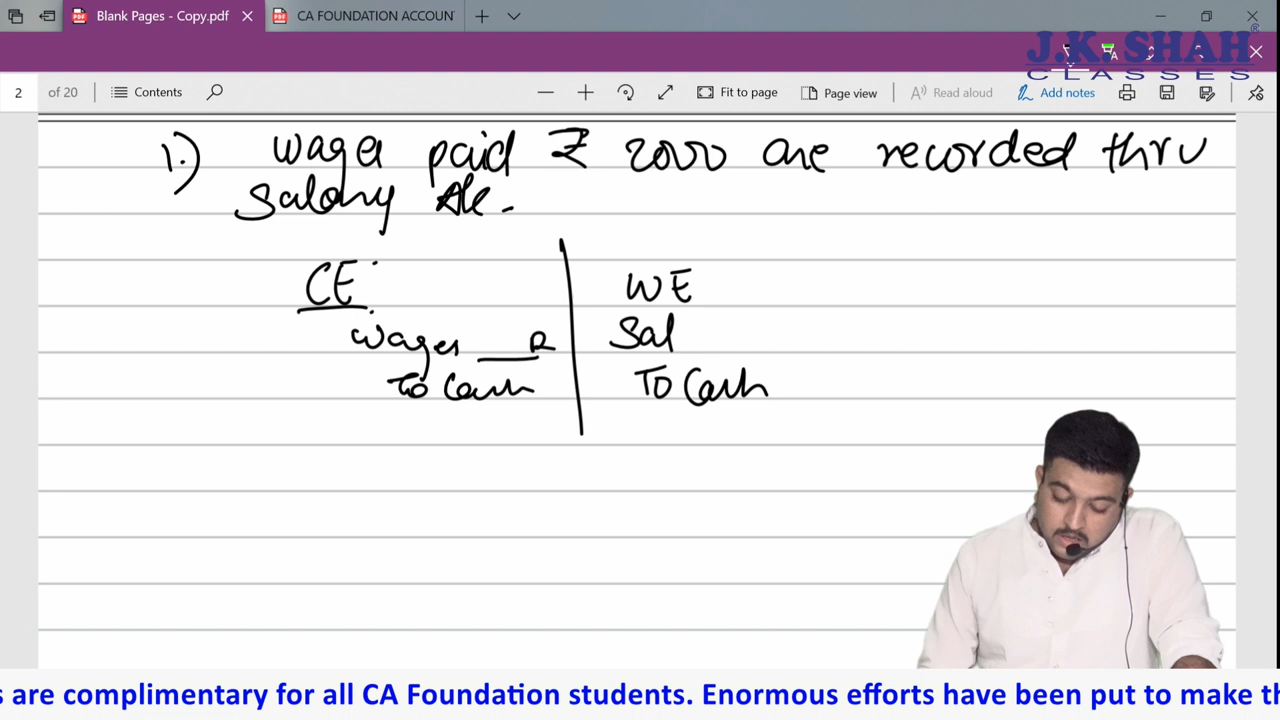 Blank Pages - Copy.pdf
CA FOUNDATION ACCOUN
J.K. SHAH
®
CLASSES
2 of 20 Contents Fit to page Page view Read aloud Add notes
1.) Wages paid ₹ 2000 are recorded thru
salary A/c.
CE
WE
Wages Dr
Sal
To Cash
To Cash
s are complimentary for all CA Foundation students. Enormous efforts have been put to make th